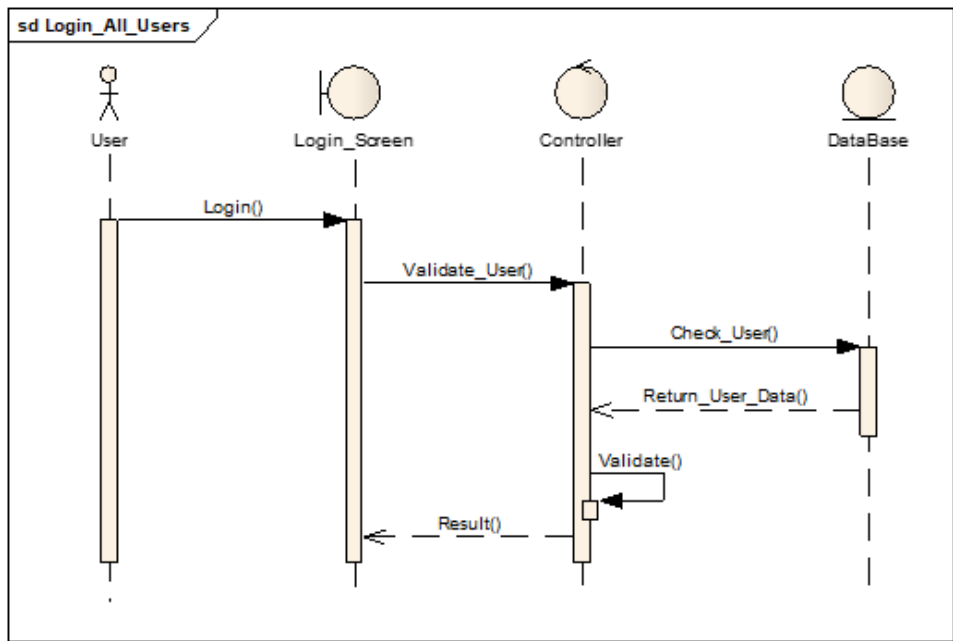 sd Login_All_Users
User
Login_Screen
Controller
DataBase
Login()
Validate_User()
Check_User()
Return_User_Data()
Validate()
Result()